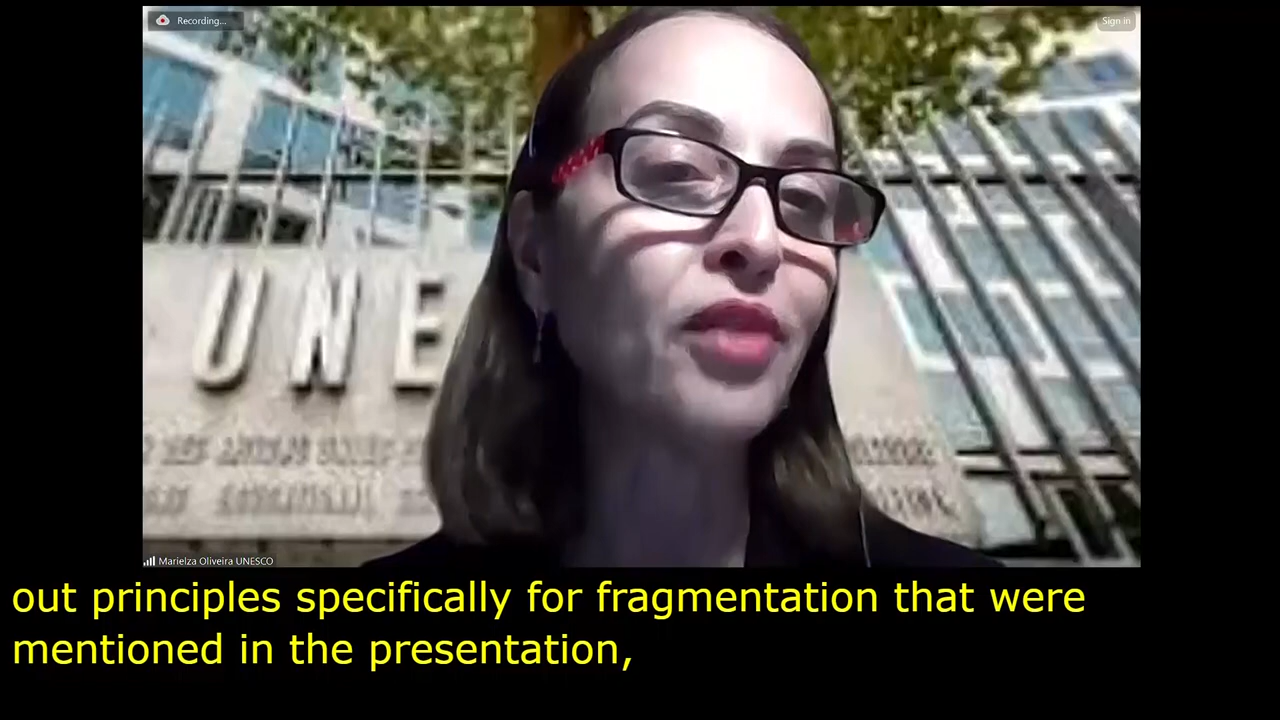 Recording...
Sign in
UNE
Marielza Oliveira UNESCO
out principles specifically for fragmentation that were
mentioned in the presentation,